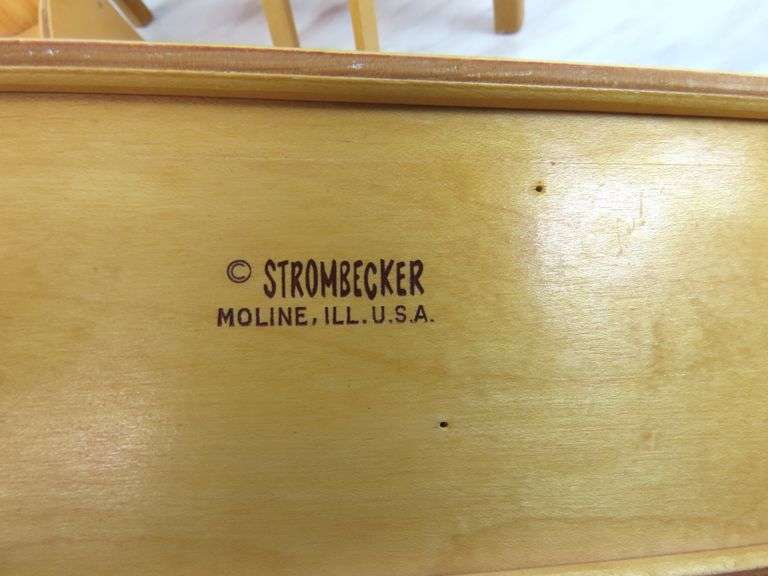 © STROMBECKER
MOLINE, ILL. U.S.A.